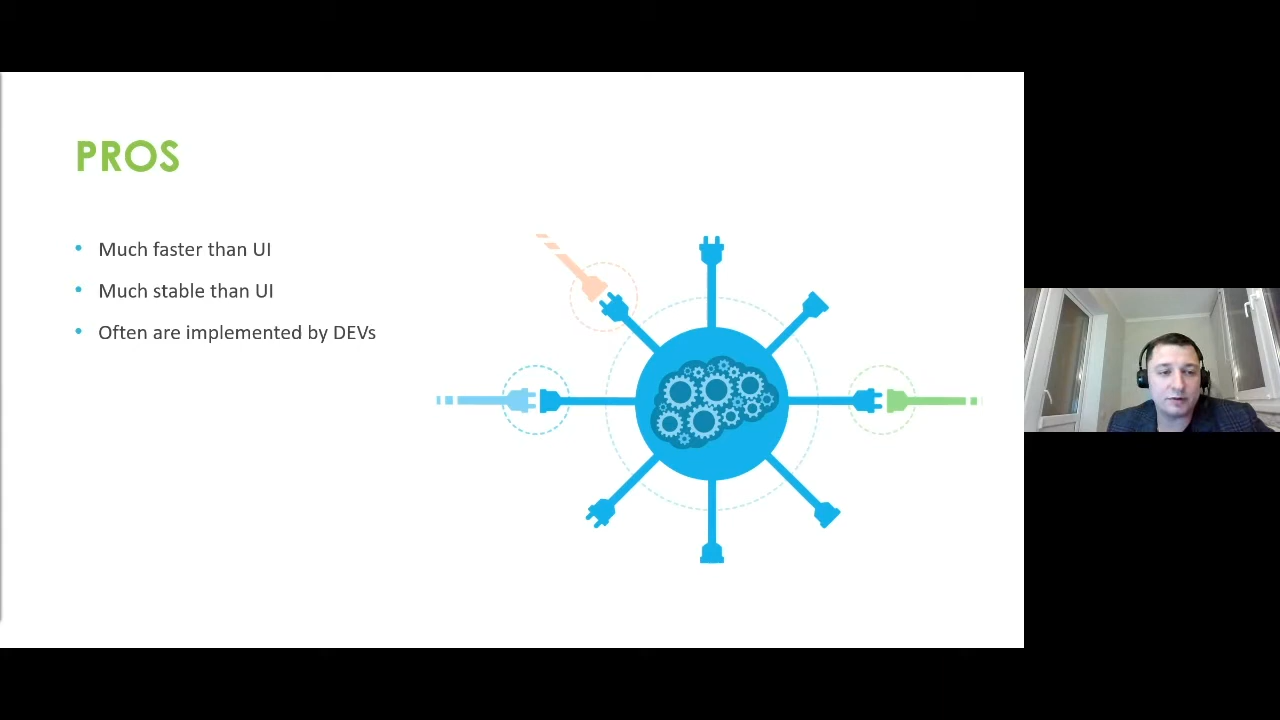 PROS
• Much faster than UI
• Much stable than UI
• Often are implemented by DEVs